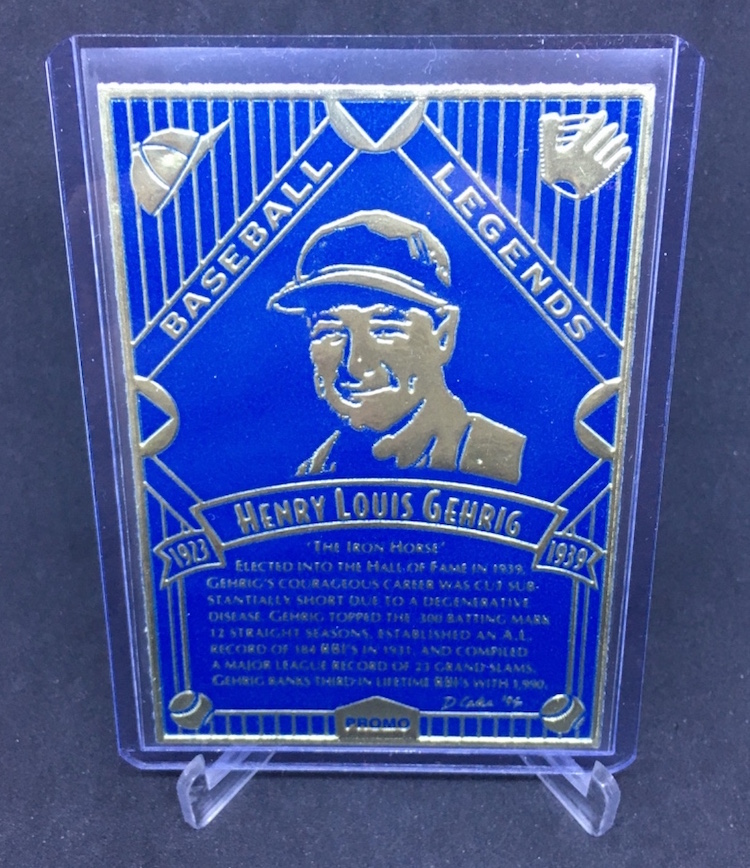 BASEBALL LEGENDS
HENRY LOUIS GEHRIG
1923 1939
'THE IRON HORSE'
ELECTED INTO THE HALL OF FAME IN 1939,
GEHRIG'S COURAGEOUS CAREER WAS CUT SUB-
STANTIALLY SHORT DUE TO A DEGENERATIVE
DISEASE. GEHRIG TOPPED THE .300 BATTING MARK
12 STRAIGHT SEASONS, ESTABLISHED AN A.L.
RECORD OF 184 RBI'S IN 1931, AND COMPILED
A MAJOR LEAGUE RECORD OF 23 GRAND-SLAMS.
GEHRIG RANKS THIRD IN LIFETIME RBI'S WITH 1,990.
PROMO